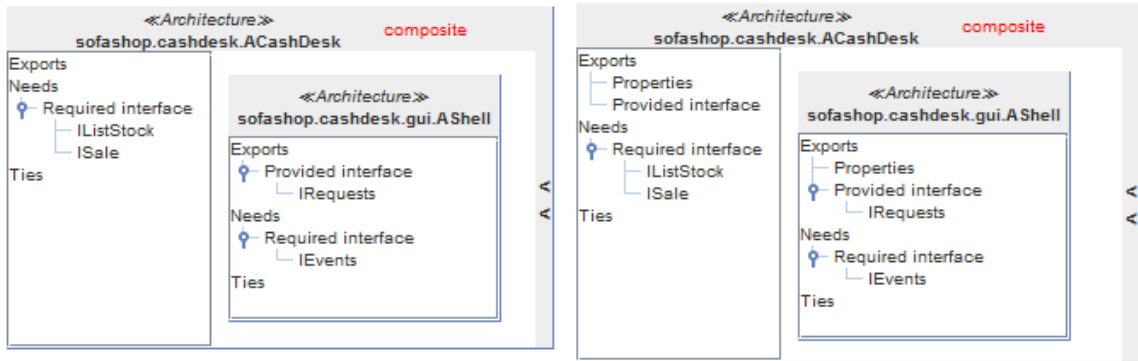 ≪Architecture≫
sofashop.cashdesk.ACashDesk
composite
Exports
Needs
Required interface
IListStock
ISale
Ties
≪Architecture≫
sofashop.cashdesk.gui.AShell
Exports
Provided interface
IRequests
Needs
Required interface
IEvents
Ties
<
<
≪Architecture≫
sofashop.cashdesk.ACashDesk
composite
Exports
Properties
Provided interface
Needs
Required interface
IListStock
ISale
Ties
≪Architecture≫
sofashop.cashdesk.gui.AShell
Exports
Properties
Provided interface
IRequests
Needs
Required interface
IEvents
Ties
<
<